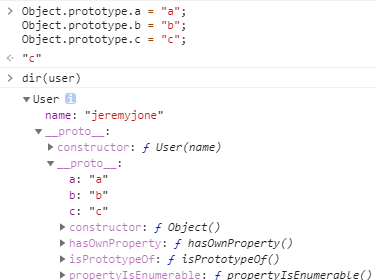 > Object.prototype.a = "a";
Object.prototype.b = "b";
Object.prototype.c = "c";
< "c"
> dir(user)
▼ User i
name: "jeremyjone"
▼ __proto__:
▶ constructor: ƒ User(name)
▼ __proto__:
a: "a"
b: "b"
c: "c"
▶ constructor: ƒ Object()
▶ hasOwnProperty: ƒ hasOwnProperty()
▶ isPrototypeOf: ƒ isPrototypeOf()
▶ propertyIsEnumerable: ƒ propertyIsEnumerable()